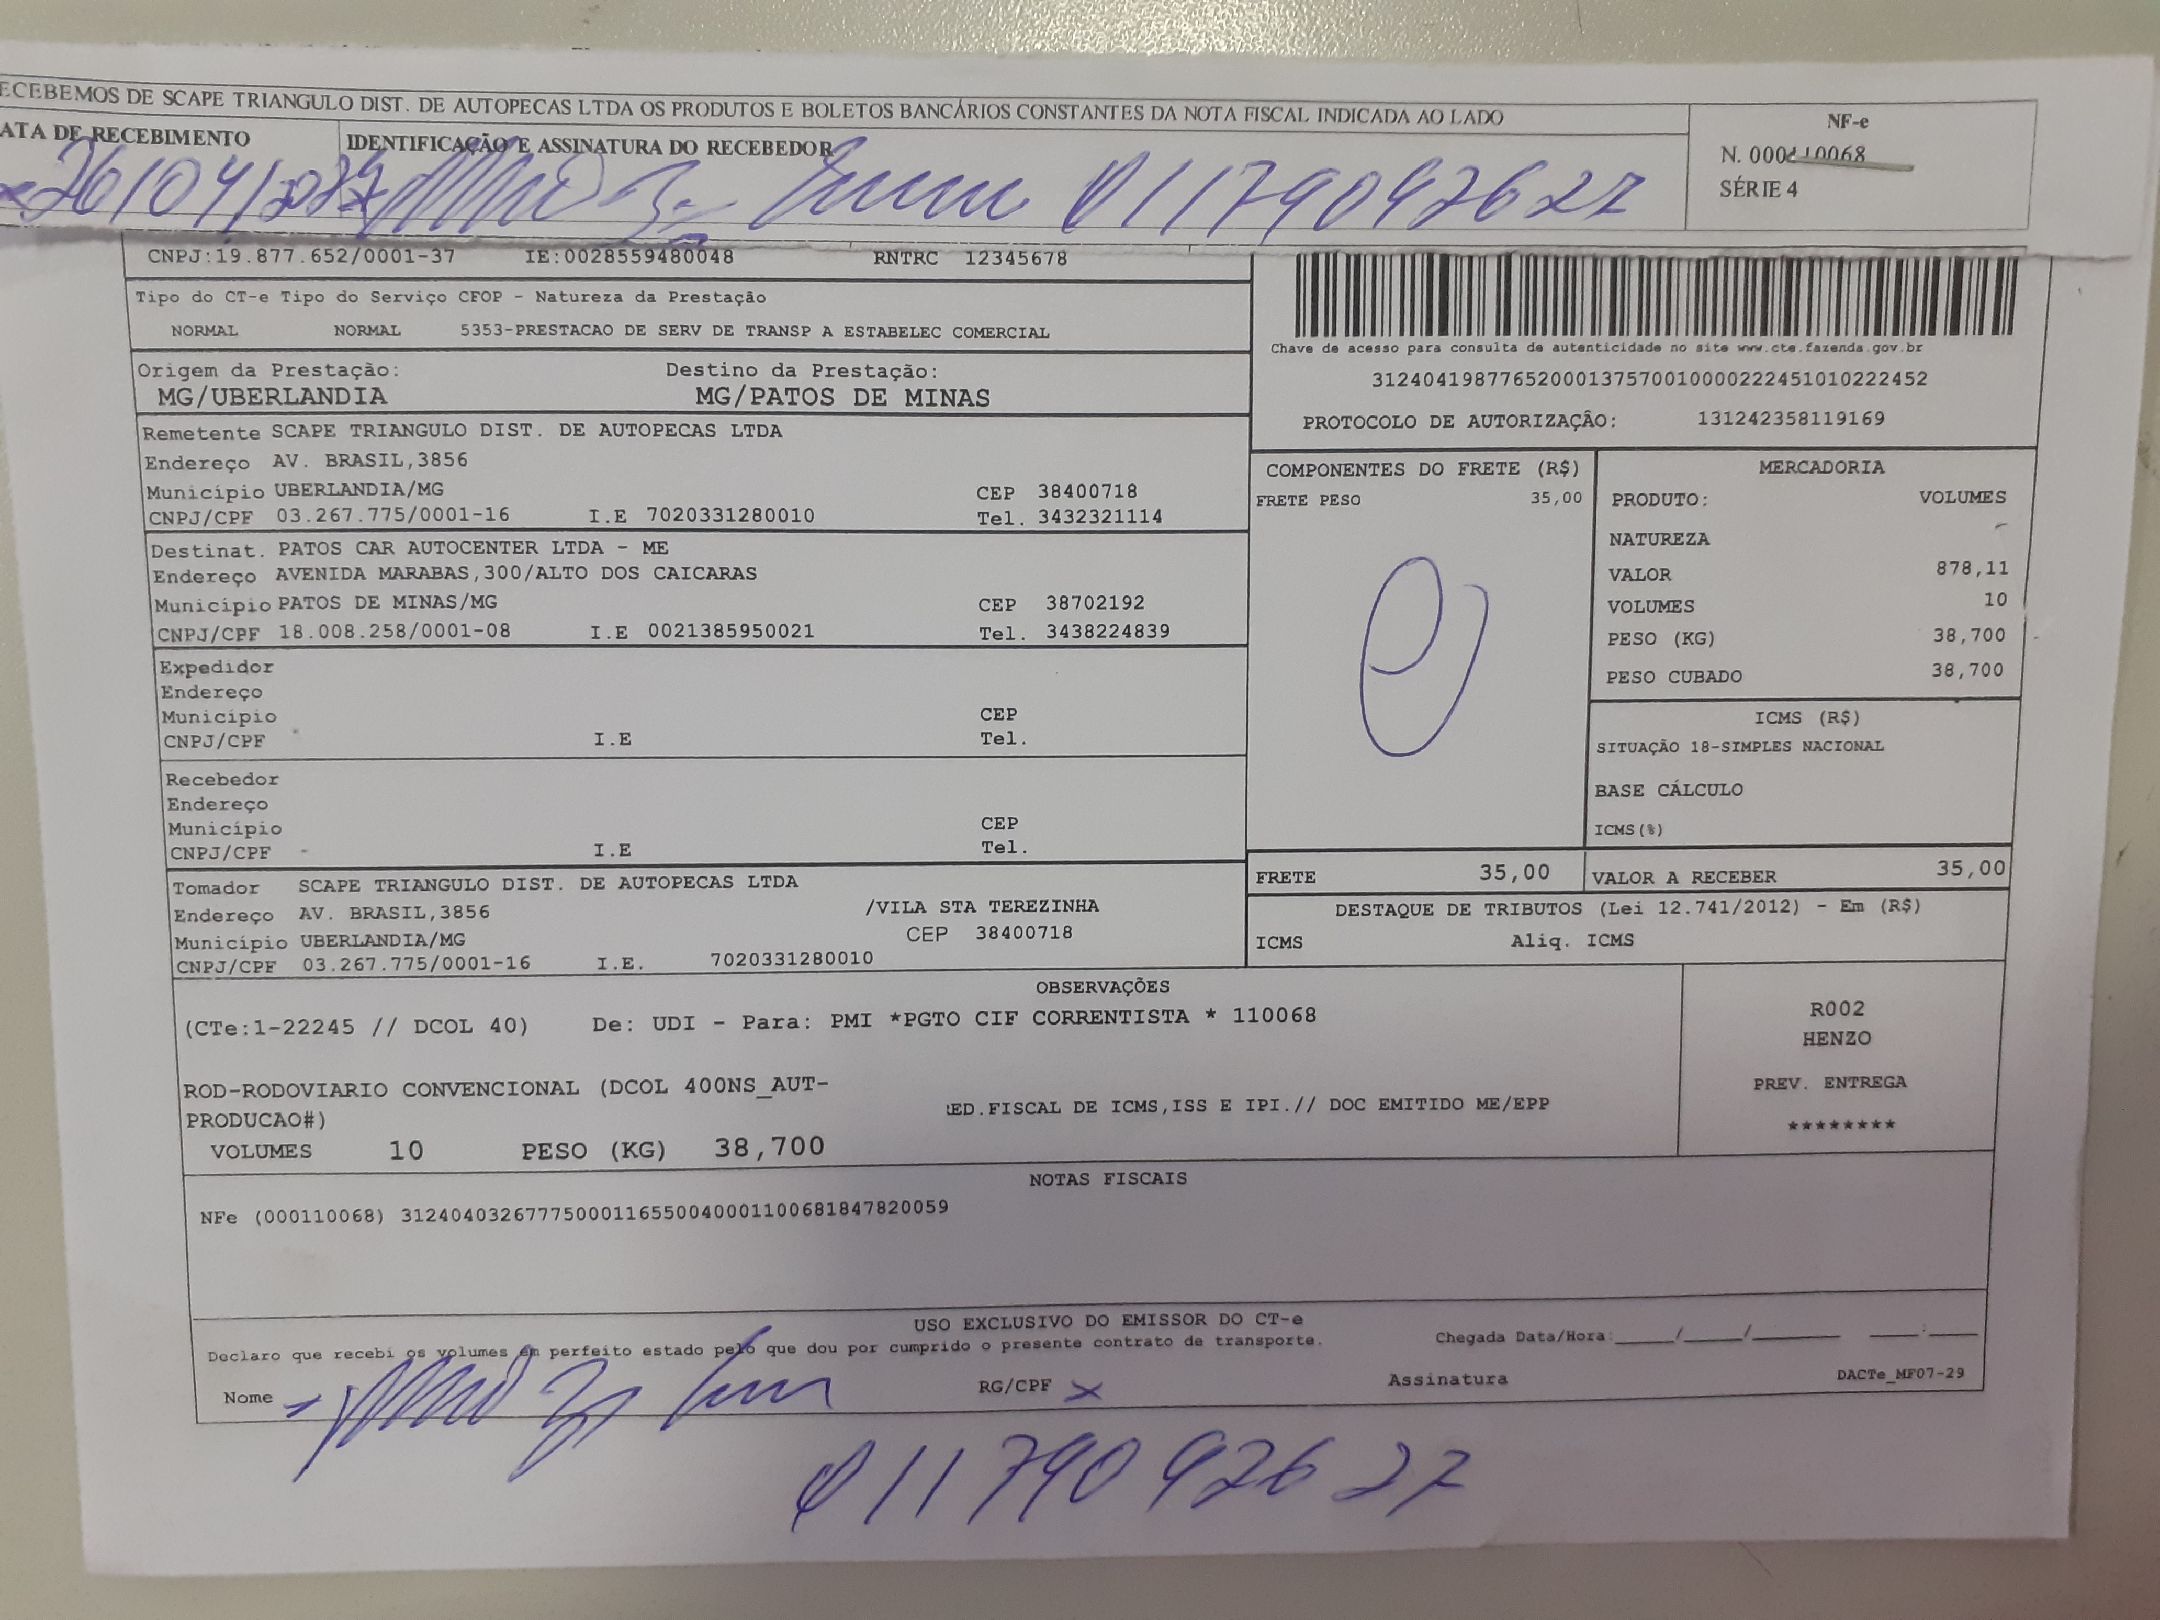 ECEBEMOS DE SCAPE TRIANGULO DIST. DE AUTOPECAS LTDA OS PRODUTOS E BOLETOS BANCÁRIOS CONSTANTES DA NOTA FISCAL INDICADA AO LADO
NF-e
ATA DE RECEBIMENTO IDENTIFICAÇÃO E ASSINATURA DO RECEBEDOR
N. 000110068
SÉRIE 4
26/04/ 01179092627
CNPJ:19.877.652/0001-37 IE:0028559480048 RNTRC 12345678
Tipo do CT-e Tipo do Serviço CFOP - Natureza da Prestação
NORMAL NORMAL 5353-PRESTACAO DE SERV DE TRANSP A ESTABELEC COMERCIAL
Chave de acesso para consulta de autenticidade no site www.cte.fazenda.gov.br
31240419877652000137570010000222451010222452
PROTOCOLO DE AUTORIZAÇÃO: 131242358119169
Origem da Prestação: Destino da Prestação:
MG/UBERLANDIA MG/PATOS DE MINAS
Remetente SCAPE TRIANGULO DIST. DE AUTOPECAS LTDA
Endereço AV. BRASIL,3856
Município UBERLANDIA/MG CEP 38400718
CNPJ/CPF 03.267.775/0001-16 I.E 7020331280010 Tel. 3432321114
Destinat. PATOS CAR AUTOCENTER LTDA - ME
Endereço AVENIDA MARABAS,300/ALTO DOS CAICARAS
Município PATOS DE MINAS/MG CEP 38702192
CNPJ/CPF 18.008.258/0001-08 I.E 0021385950021 Tel. 3438224839
Expedidor
Endereço
Município CEP
CNPJ/CPF I.E Tel.
Recebedor
Endereço
Município CEP
CNPJ/CPF I.E Tel.
Tomador SCAPE TRIANGULO DIST. DE AUTOPECAS LTDA
Endereço AV. BRASIL,3856 /VILA STA TEREZINHA
Município UBERLANDIA/MG CEP 38400718
CNPJ/CPF 03.267.775/0001-16 I.E. 7020331280010
COMPONENTES DO FRETE (R$)
FRETE PESO 35,00
MERCADORIA
PRODUTO: VOLUMES
NATUREZA
VALOR 878,11
VOLUMES 10
PESO (KG) 38,700
PESO CUBADO 38,700
ICMS (R$)
SITUAÇÃO 18-SIMPLES NACIONAL
BASE CÁLCULO
ICMS(%)
FRETE 35,00 VALOR A RECEBER 35,00
DESTAQUE DE TRIBUTOS (Lei 12.741/2012) - Em (R$)
ICMS Aliq. ICMS
OBSERVAÇÕES
(CTe:1-22245 // DCOL 40) De: UDI - Para: PMI *PGTO CIF CORRENTISTA * 110068
ROD-RODOVIARIO CONVENCIONAL (DCOL 400NS_AUT-
PRODUCAO#)
ED.FISCAL DE ICMS,ISS E IPI.// DOC EMITIDO ME/EPP
VOLUMES 10 PESO (KG) 38,700
R002
HENZO
PREV. ENTREGA
********
NOTAS FISCAIS
NFe (000110068) 31240403267775000116550040001100681847820059
USO EXCLUSIVO DO EMISSOR DO CT-e
Declaro que recebi os volumes em perfeito estado pelo que dou por cumprido o presente contrato de transporte.
Chegada Data/Hora:_____/_____/_______ ____:____
Nome RG/CPF x Assinatura
DACTe_MF07-29
01179092627